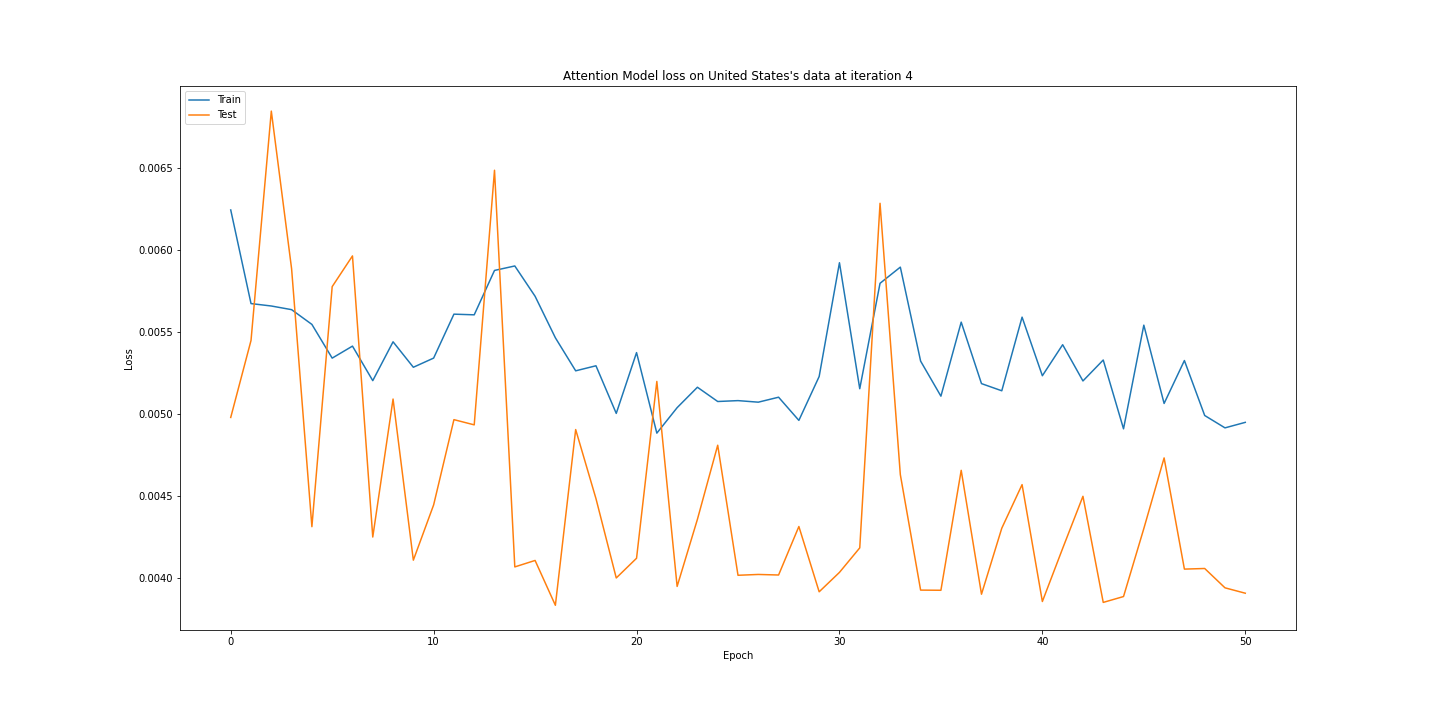 Attention Model loss on United States's data at iteration 4
Train
Test
0.0065
0.0060
0.0055
0.0050
0.0045
0.0040
Loss
0 10 20 30 40 50
Epoch